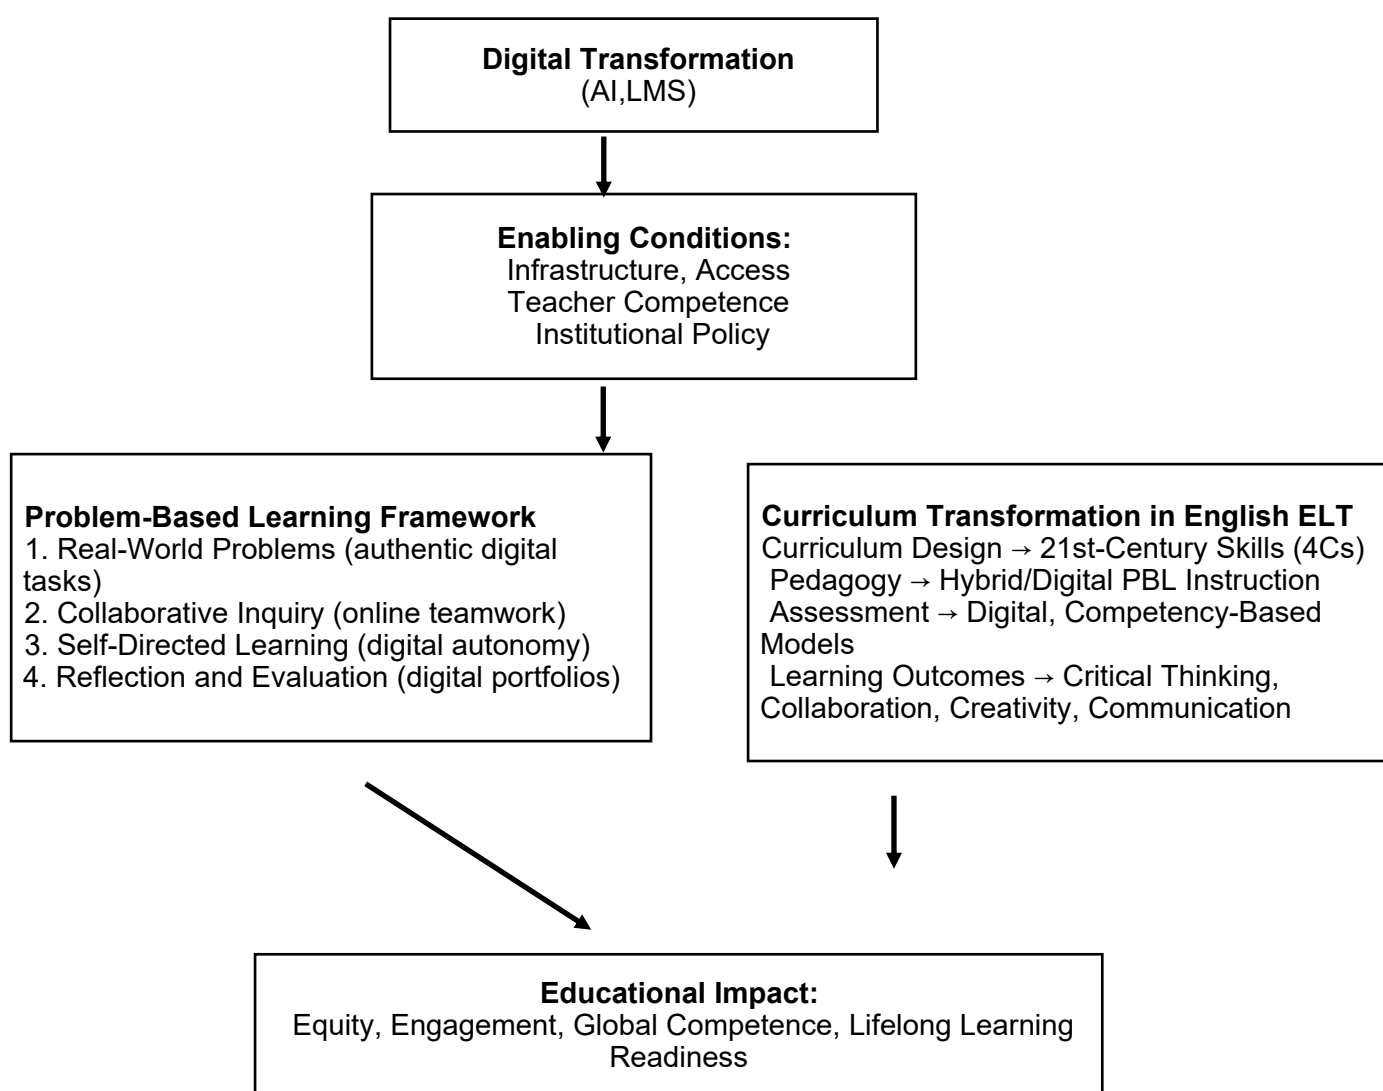 Digital Transformation
(AI,LMS)
Enabling Conditions:
Infrastructure, Access
Teacher Competence
Institutional Policy
Problem-Based Learning Framework
1. Real-World Problems (authentic digital
tasks)
2. Collaborative Inquiry (online teamwork)
3. Self-Directed Learning (digital autonomy)
4. Reflection and Evaluation (digital portfolios)
Curriculum Transformation in English ELT
Curriculum Design → 21st-Century Skills (4Cs)
Pedagogy → Hybrid/Digital PBL Instruction
Assessment → Digital, Competency-Based
Models
Learning Outcomes → Critical Thinking,
Collaboration, Creativity, Communication
Educational Impact:
Equity, Engagement, Global Competence, Lifelong Learning
Readiness